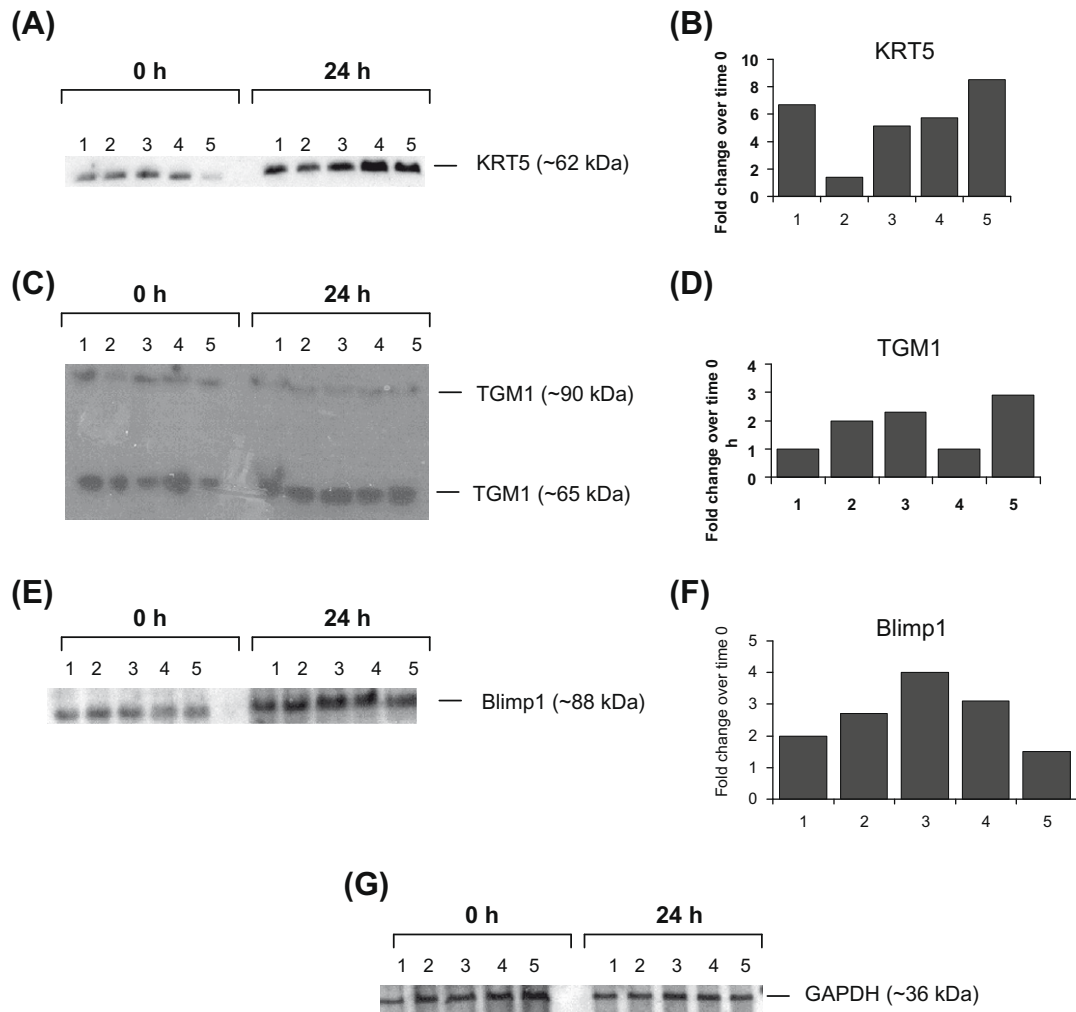 (A)
0 h 24 h
1 2 3 4 5 1 2 3 4 5
KRT5 (~62 kDa)
(B)
KRT5
Fold change over time 0
10
8
6
4
2
0
1 2 3 4 5
(C)
0 h 24 h
1 2 3 4 5 1 2 3 4 5
TGM1 (~90 kDa)
TGM1 (~65 kDa)
(D)
TGM1
Fold change over time 0
h
4
3
2
1
0
1 2 3 4 5
(E)
0 h 24 h
1 2 3 4 5 1 2 3 4 5
Blimp1 (~88 kDa)
(F)
Blimp1
Fold change over time 0
5
4
3
2
1
0
1 2 3 4 5
(G)
0 h 24 h
1 2 3 4 5 1 2 3 4 5
GAPDH (~36 kDa)